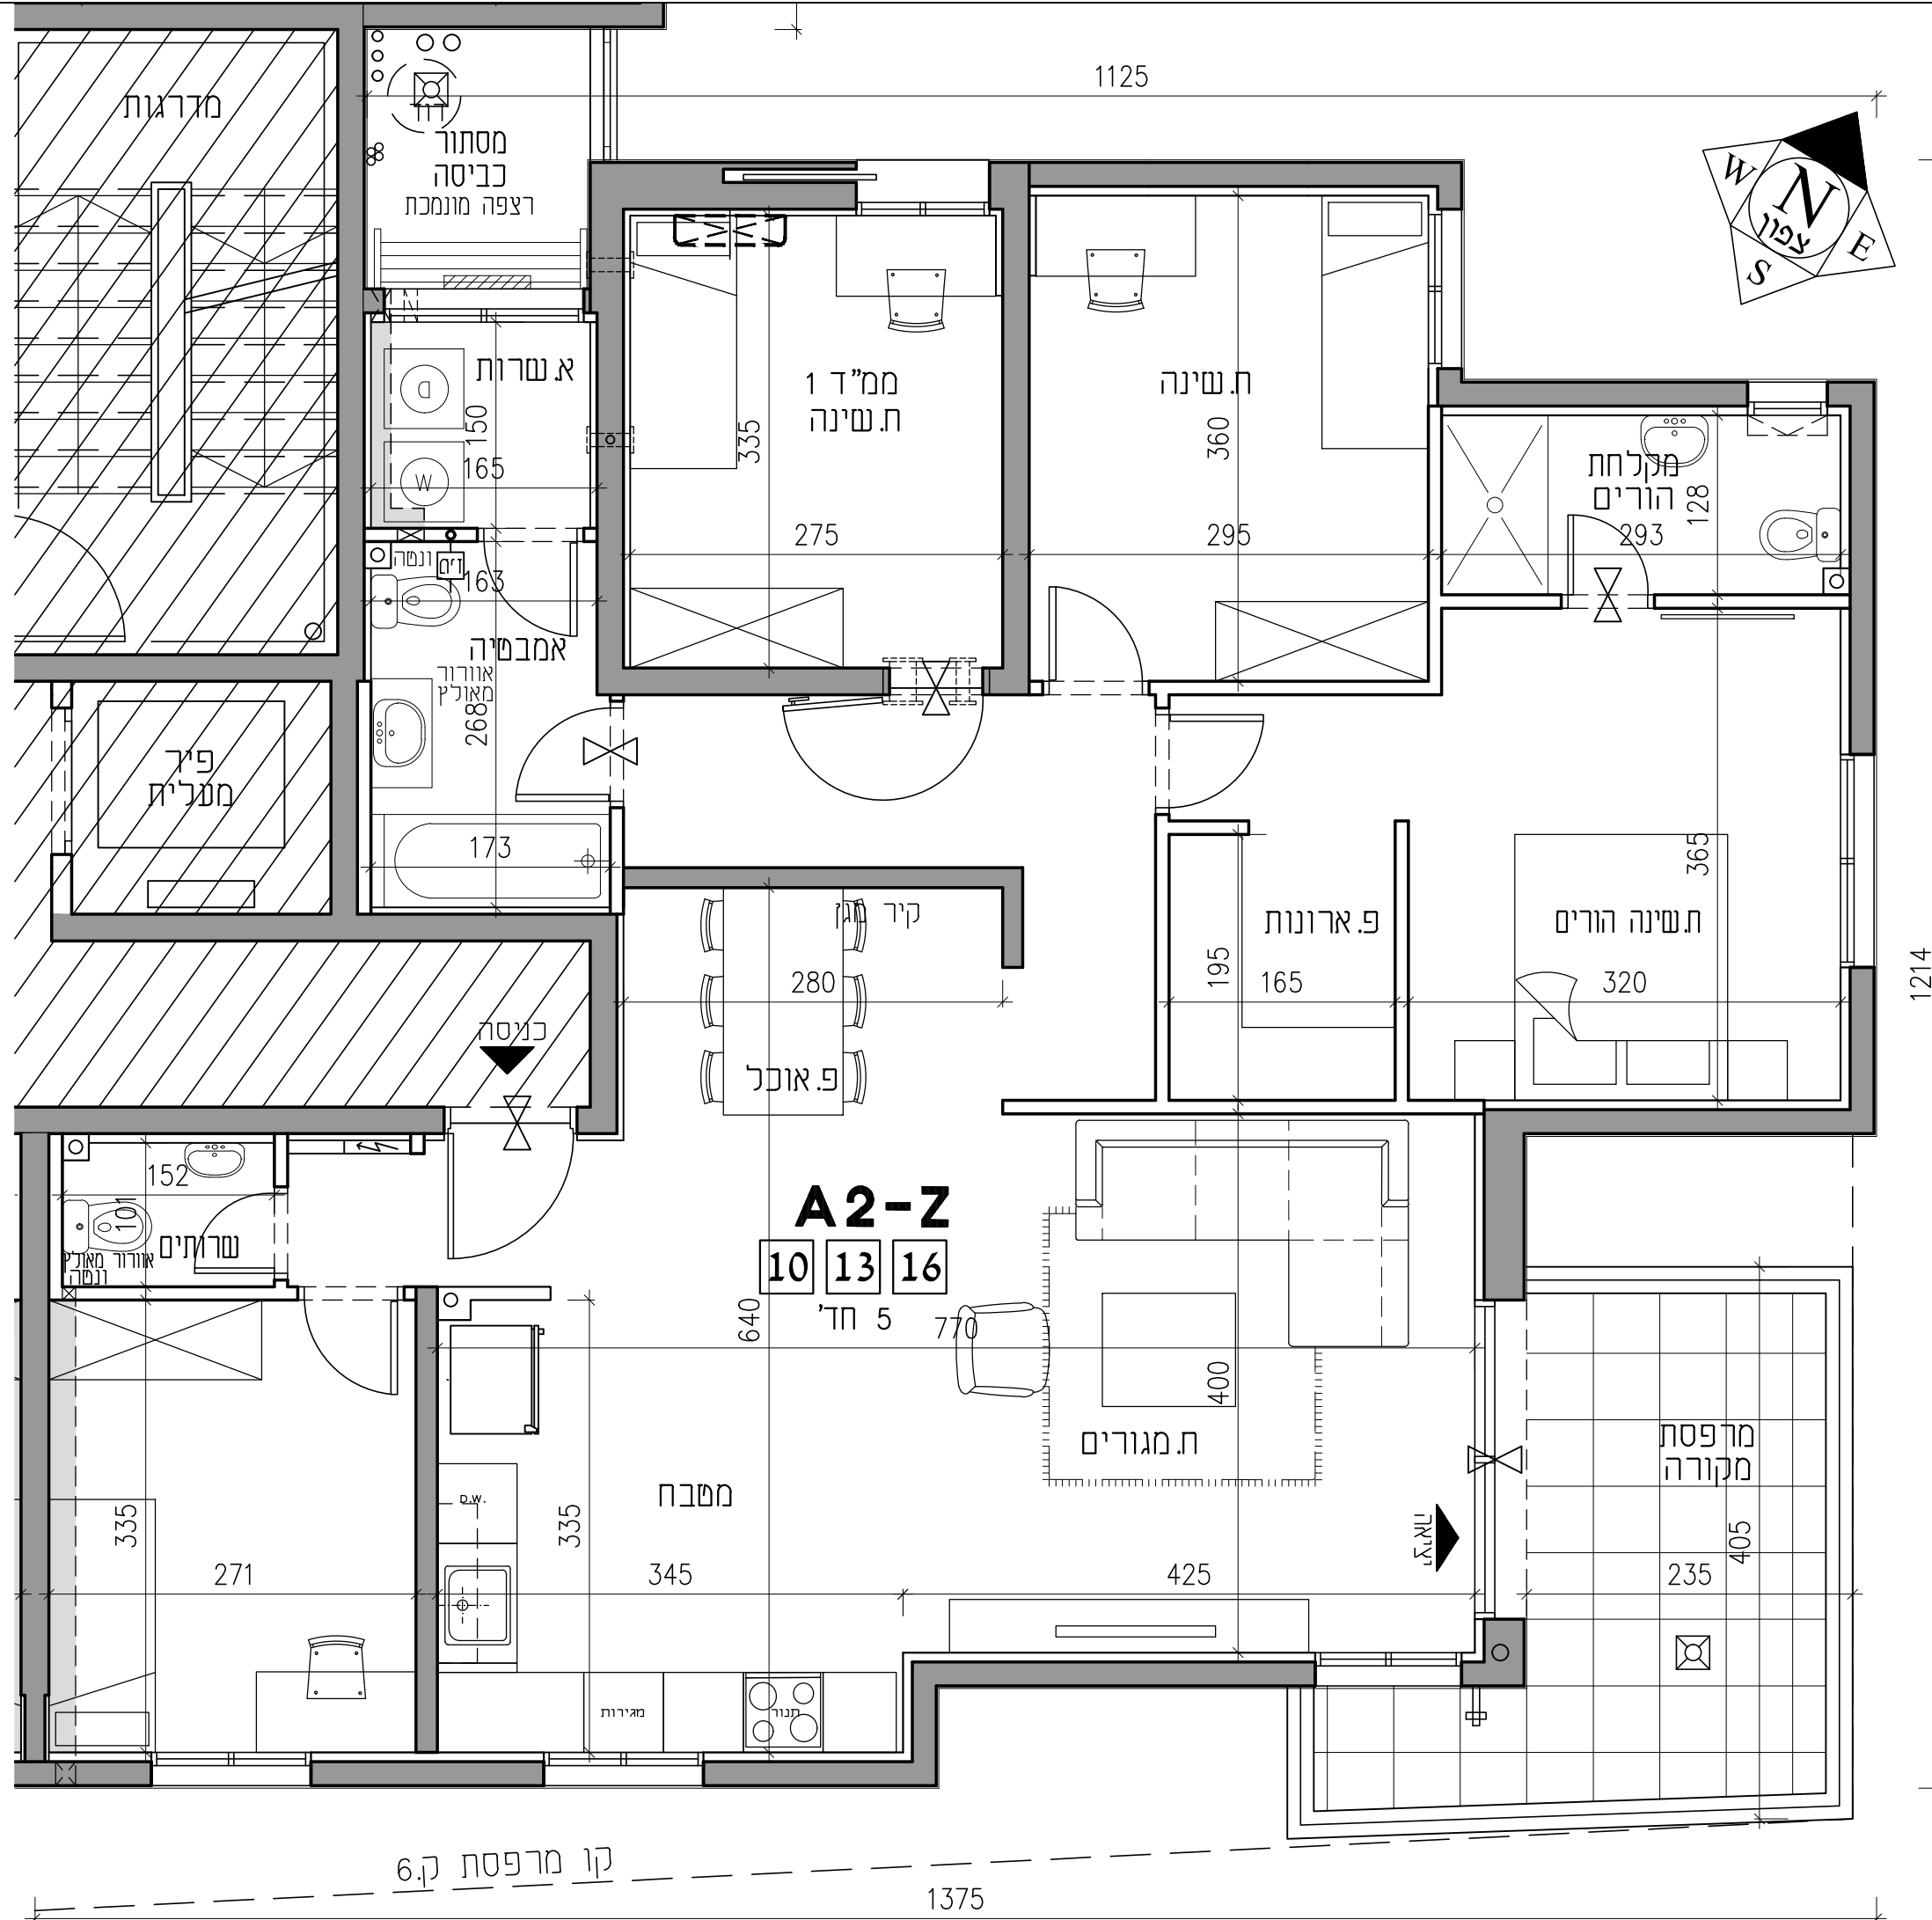 1125
מדרגות
מסתור
כביסה
רצפה מונמכת
W
N
צפון
E
S
א.שרות
D
150
165
W
ממ"ד 1
ח.שינה
335
275
ח.שינה
360
295
מקלחת
הורים
128
293
ונטה
163
אמבטיה
אוורור
מאולץ
268
173
פיר
מעלית
קיר מגן
280
פ.אוכל
פ.ארונות
195
165
ח.שינה הורים
365
320
1214
כניסה
152
101
שרותים
אוורור מאולץ
ונטה
A2-Z
10 13 16
5 חד'
640
770
400
ח.מגורים
מטבח
D.W.
335
271
335
345
425
יציאה
מרפסת
מקורה
405
235
מגירות
תנור
קו מרפסת ק.6
1375